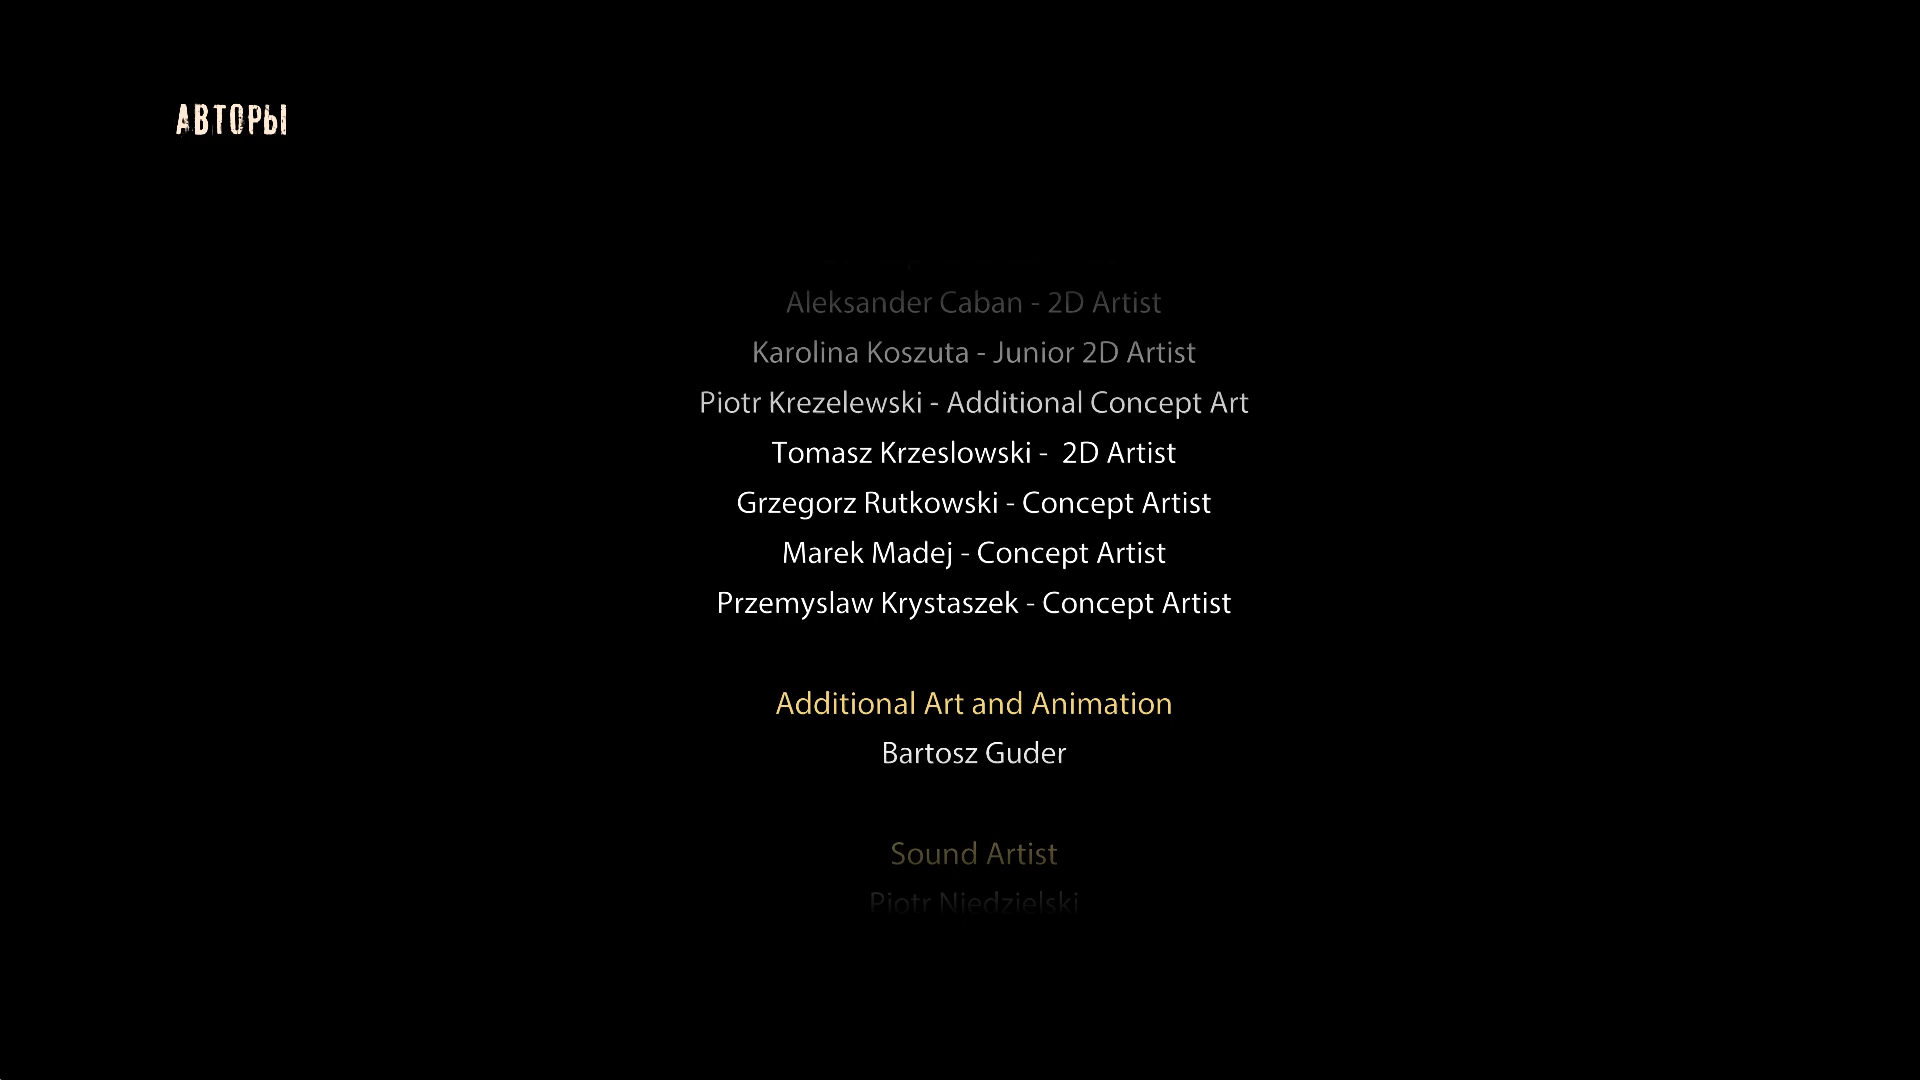 АВТОРЫ
Aleksander Caban - 2D Artist
Karolina Koszuta - Junior 2D Artist
Piotr Krezelewski - Additional Concept Art
Tomasz Krzeslowski -  2D Artist
Grzegorz Rutkowski - Concept Artist
Marek Madej - Concept Artist
Przemyslaw Krystaszek - Concept Artist
Additional Art and Animation
Bartosz Guder
Sound Artist
Piotr Niedzielski